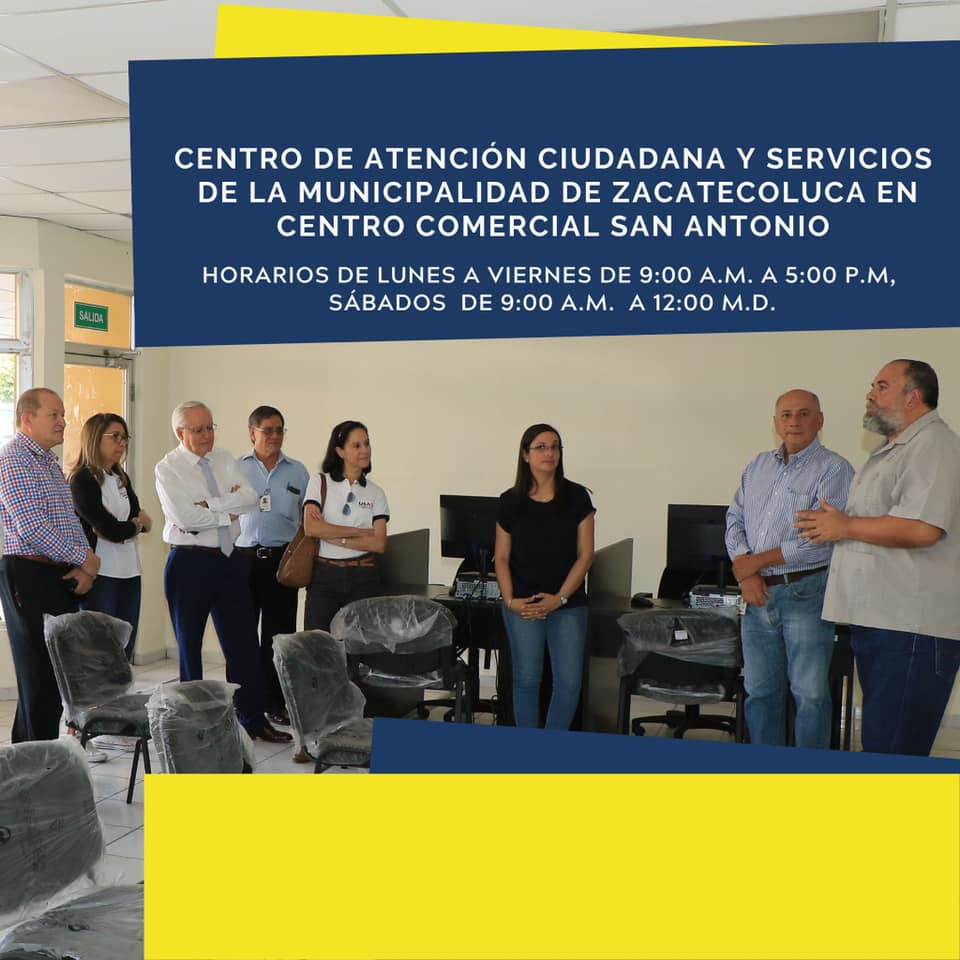 CENTRO DE ATENCIÓN CIUDADANA Y SERVICIOS
DE LA MUNICIPALIDAD DE ZACATECOLUCA EN
CENTRO COMERCIAL SAN ANTONIO
HORARIOS DE LUNES A VIERNES DE 9:00 A.M. A 5:00 P.M,
SÁBADOS DE 9:00 A.M. A 12:00 M.D.
SALIDA